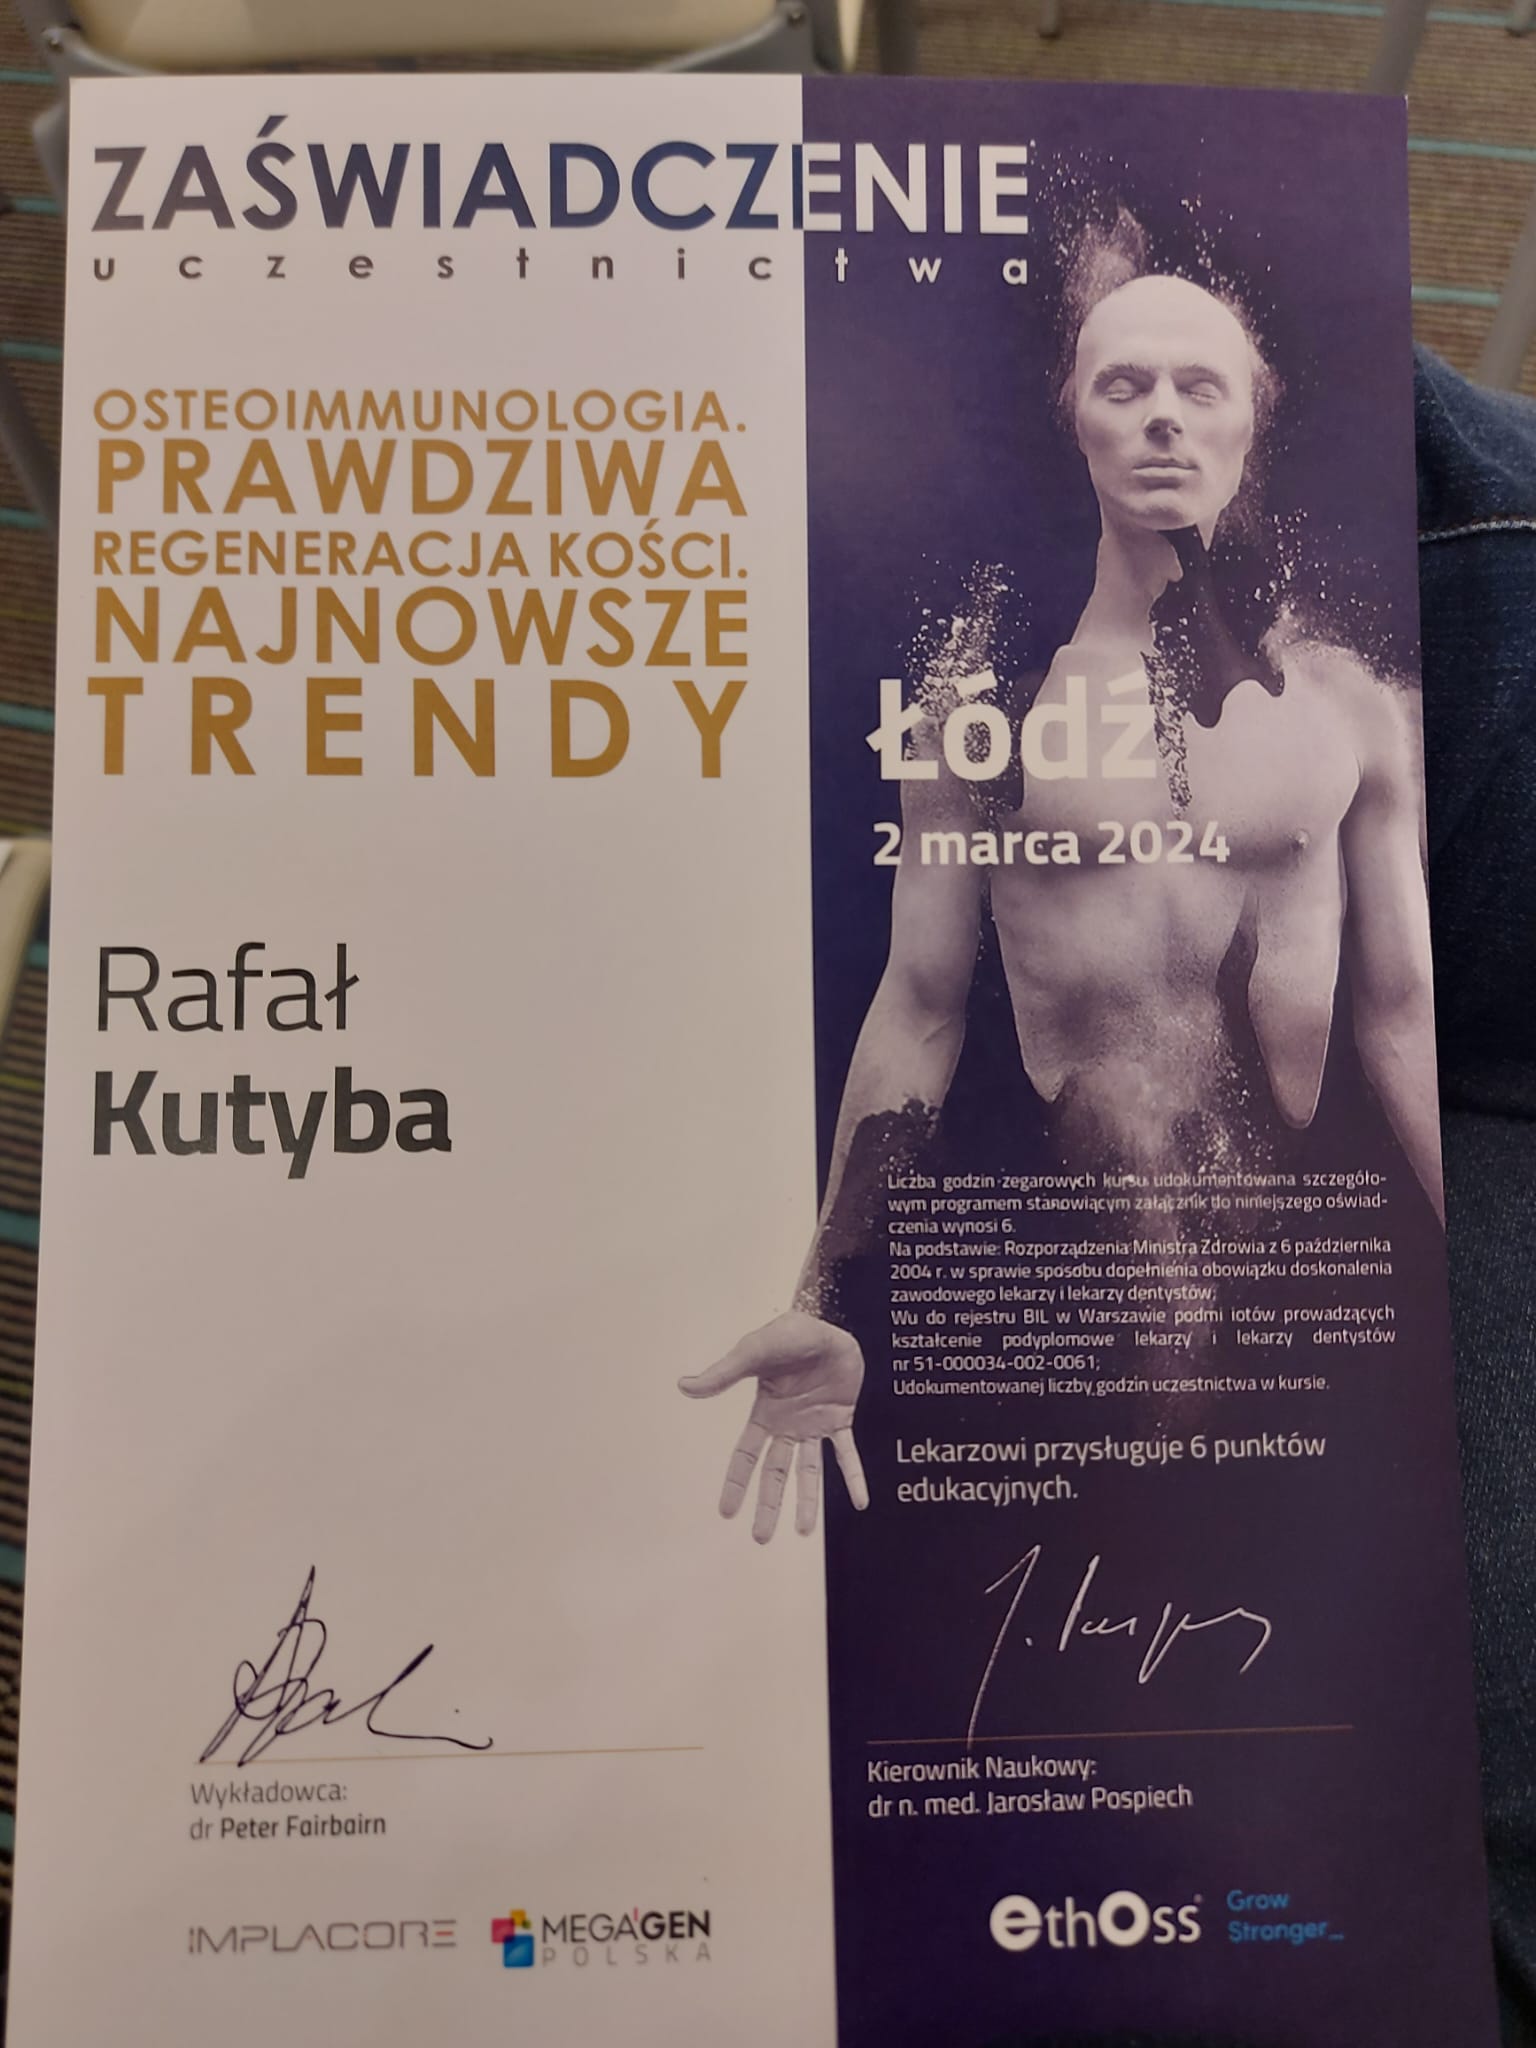 ZAŚWIADCZENIE
uczestnictwa
OSTEOIMMUNOLOGIA.
PRAWDZIWA
REGENERACJA KOŚCI.
NAJNOWSZE
TRENDY
Łódź
2 marca 2024
Rafał
Kutyba
Liczba godzin zegarowych kursu udokumentowana szczegóło-
wym programem stanowiącym załącznik do niniejszego oświad-
czenia wynosi 6.
Na podstawie: Rozporządzenia Ministra Zdrowia z 6 października
2004 r. w sprawie sposobu dopełnienia obowiązku doskonalenia
zawodowego lekarzy i lekarzy dentystów;
Wu do rejestru BIL w Warszawie podmi iotów prowadzących
kształcenie podyplomowe lekarzy i lekarzy dentystów
nr 51-000034-002-0061;
Udokumentowanej liczby godzin uczestnictwa w kursie.
Lekarzowi przysługuje 6 punktów
edukacyjnych.
Wykładowca:
dr Peter Fairbairn
Kierownik Naukowy:
dr n. med. Jarosław Pospiech
IMPLACORE
MEGA'GEN
POLSKA
ethOss
Grow
Stronger...